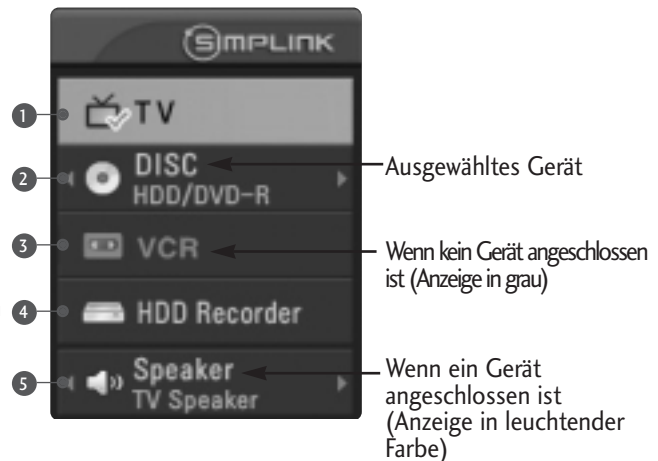 SIMPLINK
1 TV
2 DISC
HDD/DVD-R
Ausgewähltes Gerät
3 VCR
Wenn kein Gerät angeschlossen
ist (Anzeige in grau)
4 HDD Recorder
5 Speaker
TV Speaker
Wenn ein Gerät
angeschlossen ist
(Anzeige in leuchtender
Farbe)